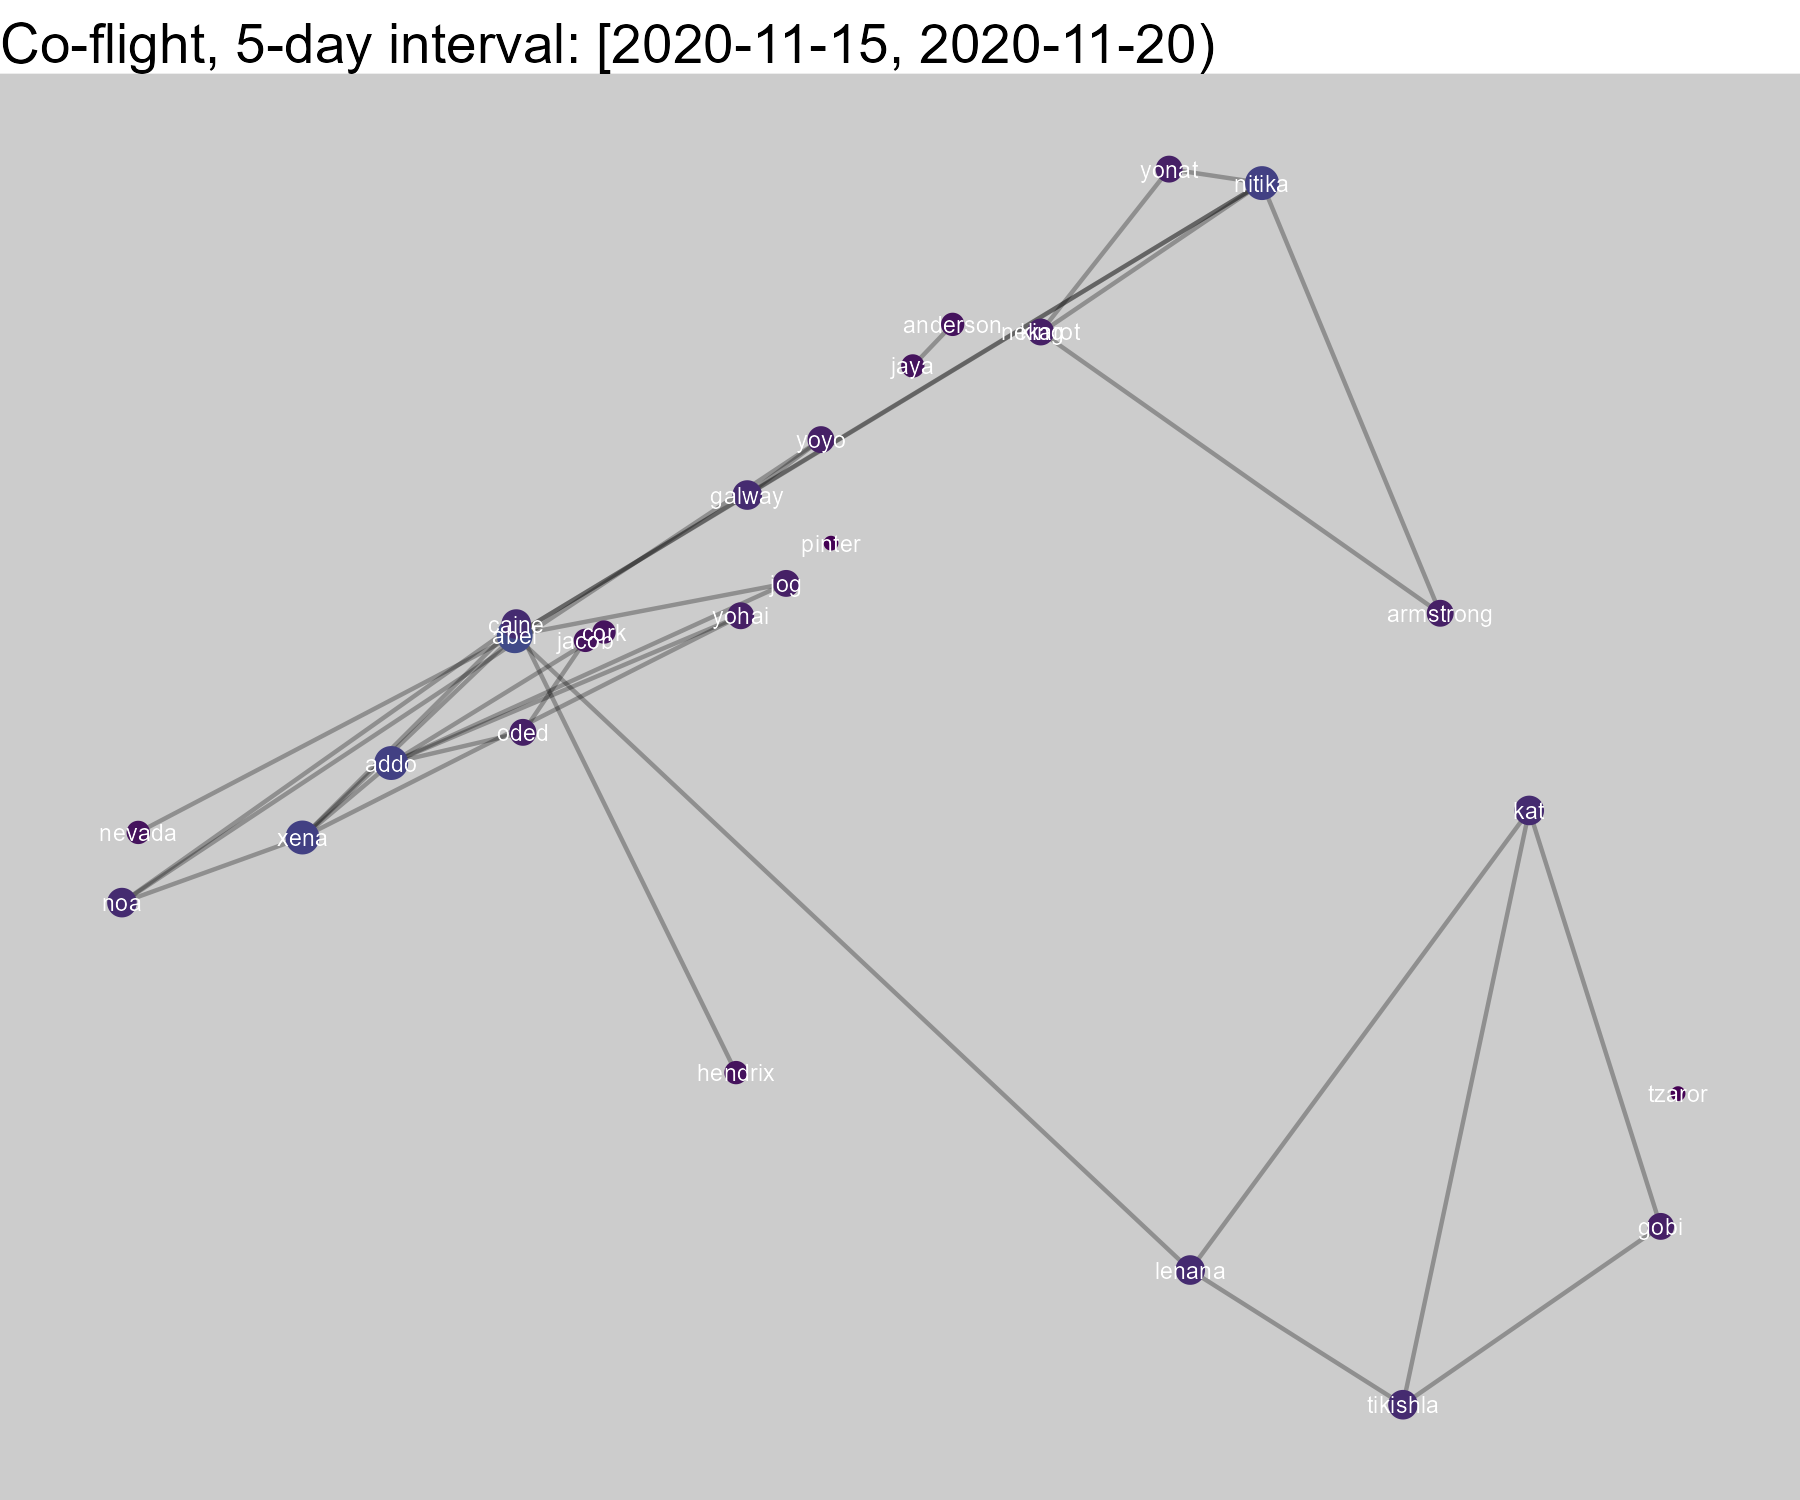 Co-flight, 5-day interval: [2020-11-15, 2020-11-20)
yonat
nitika
anderson
jaya
yoyo
galway
pinter
jog
yohai
caine
abel
cork
jacob
armstrong
oded
addo
kat
nevada
xena
noa
hendrix
tzaror
gobi
lenana
tikishla